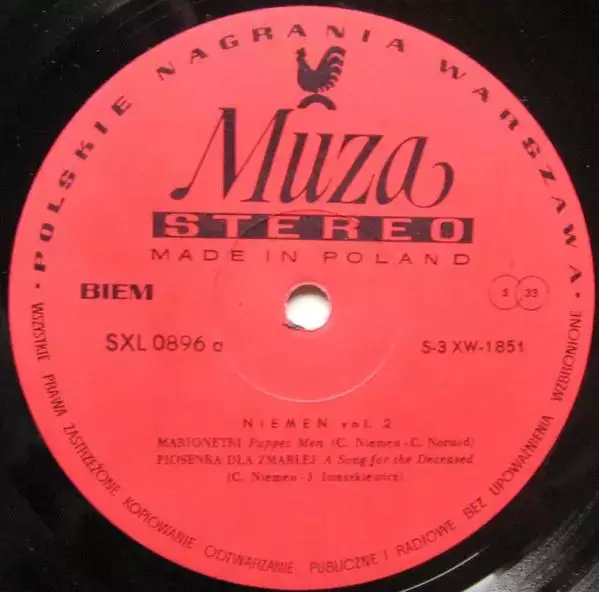 • POLSKIE NAGRANIA WARSZAWA •
Muza
STEREO
MADE IN POLAND
BIEM
S 33
SXL 0896 a
S-3 XW-1851
NIEMEN vol. 2
MARIONETKI Puppet Men (C. Niemen - C. Norwid)
PIOSENKA DLA ZMARŁEJ A Song for the Deceased
(C. Niemen - J. Iwaszkiewicz)
WSZYSTKIE PRAWA ZASTRZEŻONE KOPIOWANIE ODTWARZANIE PUBLICZNE I RADIOWE BEZ UPOWAŻNIENIA WZBRONIONE